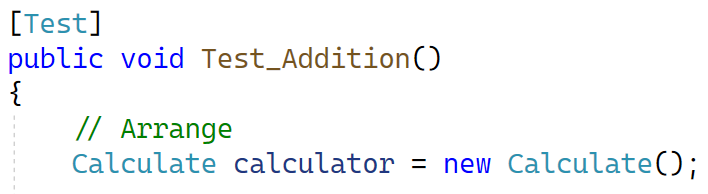 [Test]
public void Test_Addition()
{
// Arrange
Calculate calculator = new Calculate();